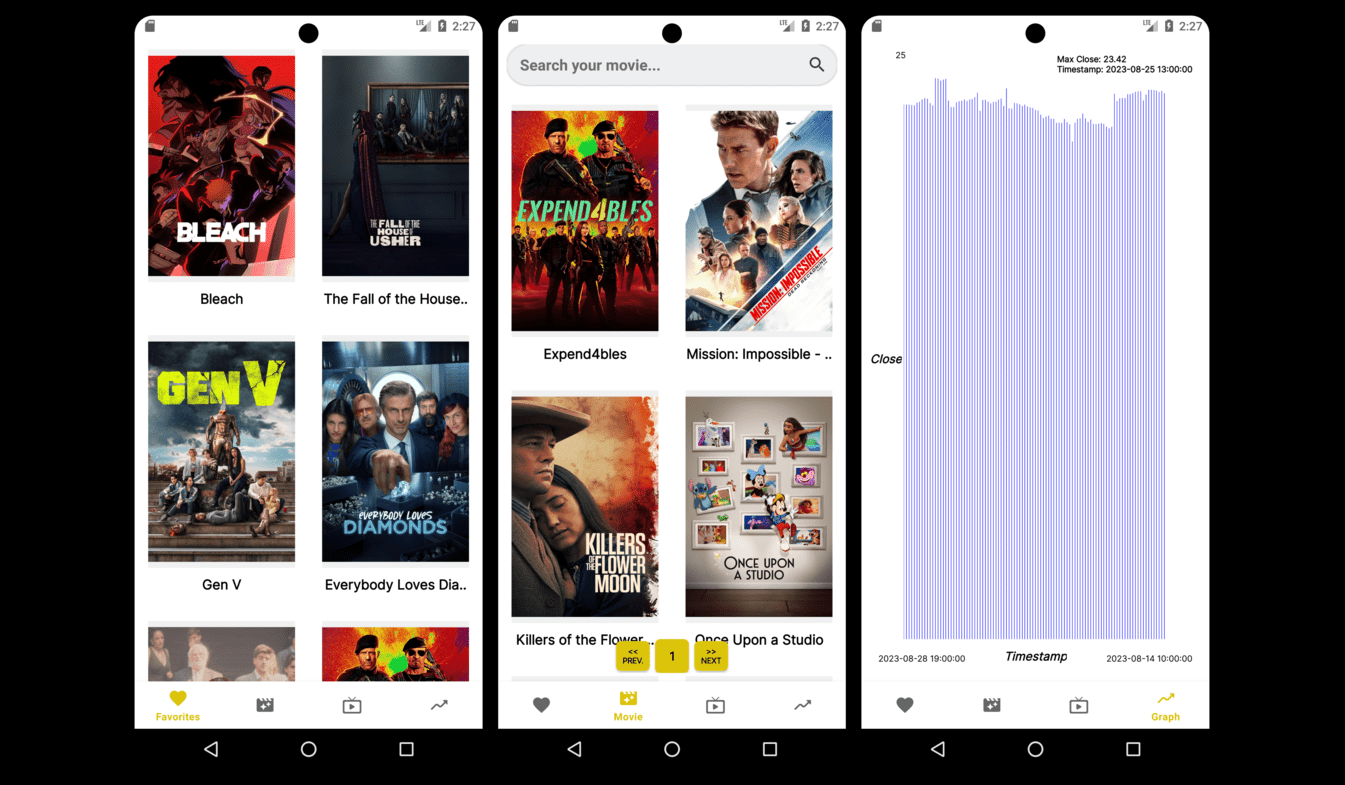 LTE 2:27
BLEACH
THE FALL OF THE
HOUSE OF
USHER
Bleach
The Fall of the House..
GEN V
EVERYBODY LOVES
DIAMONDS
Gen V
Everybody Loves Dia..
Favorites
LTE 2:27
Search your movie...
EXPEND4BLES
MISSION: IMPOSSIBLE
DEAD RECKONING
Expend4bles
Mission: Impossible - ..
KILLERS
OF THE FLOWER
MOON
ONCE UPON
A STUDIO
Killers of the Flower ..
Once Upon a Studio
<<
PREV.
1
>>
NEXT
Movie
LTE 2:27
25
Max Close: 23.42
Timestamp: 2023-08-25 13:00:00
Close
2023-08-28 19:00:00
Timestamp
2023-08-14 10:00:00
Graph